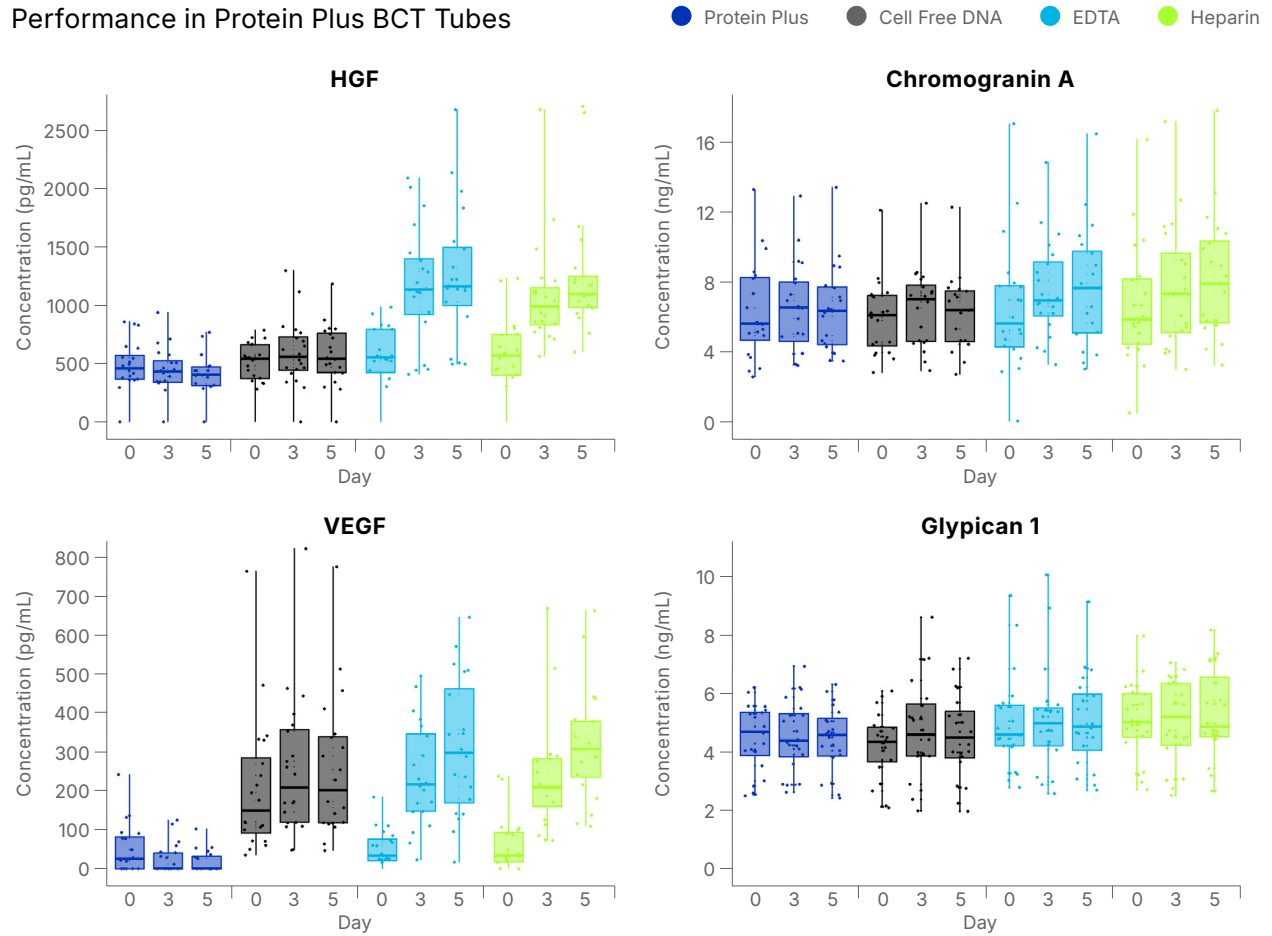 Performance in Protein Plus BCT Tubes
Protein Plus
Cell Free DNA
EDTA
Heparin
HGF
Concentration (pg/mL)
2500
2000
1500
1000
500
0
0 3 5 0 3 5 0 3 5 0 3 5
Day
Chromogranin A
Concentration (ng/mL)
16
12
8
4
0
0 3 5 0 3 5 0 3 5 0 3 5
Day
VEGF
Concentration (pg/mL)
800
700
600
500
400
300
200
100
0
0 3 5 0 3 5 0 3 5 0 3 5
Day
Glypican 1
Concentration (ng/mL)
10
8
6
4
2
0
0 3 5 0 3 5 0 3 5 0 3 5
Day